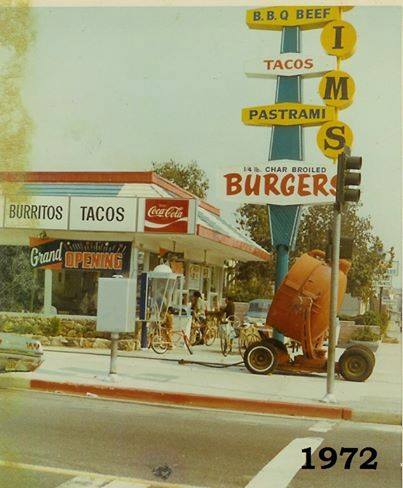 B.B.Q BEEF
TACOS
PASTRAMI
I
M
S
1/4 lb. CHAR BROILED
BURGERS
BURRITOS
TACOS
Coca-Cola
Grand OPENING
1972